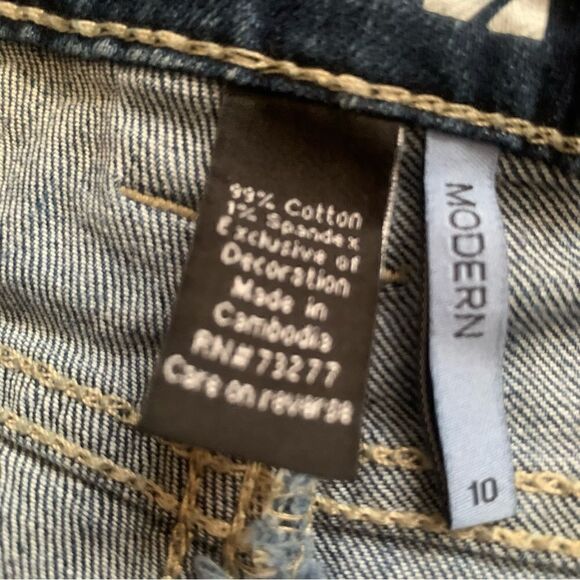 99% Cotton
1% Spandex
Exclusive of
Decoration
Made in
Cambodia
RN# 73277
Care on reverse
MODERN
10